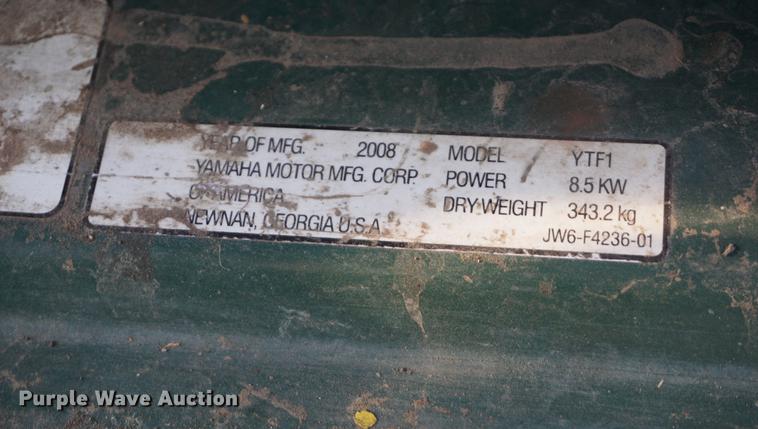 YEAR OF MFG. 2008
YAMAHA MOTOR MFG. CORP.
OF AMERICA
NEWNAN, GEORGIA U.S.A
MODEL YTF1
POWER 8.5 KW
DRY WEIGHT 343.2 kg
JW6-F4236-01
Purple Wave Auction